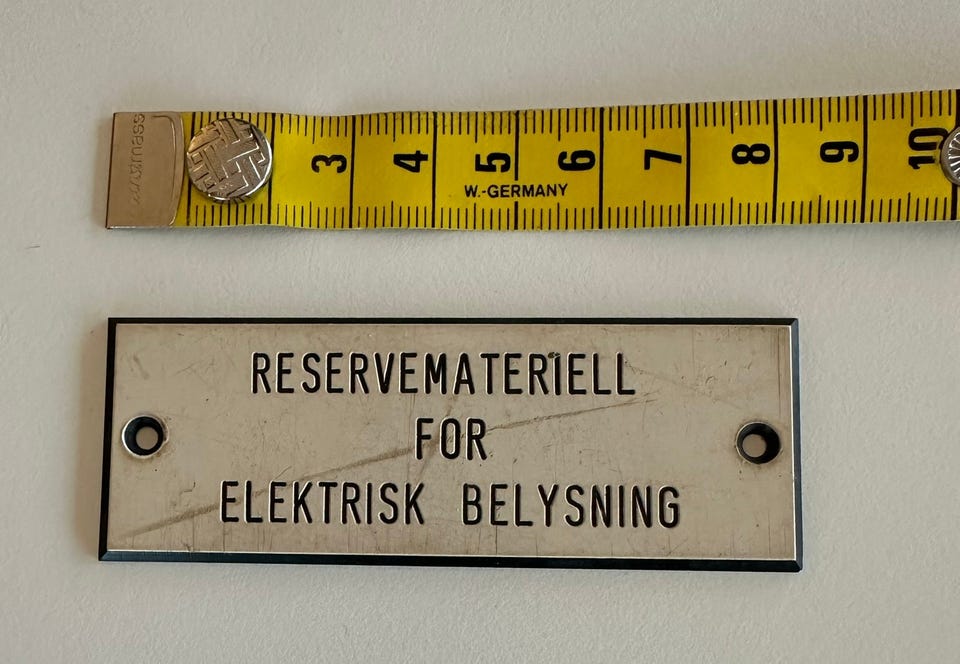 3 4 5 6 7 8 9 10
W.-GERMANY
RESERVEMATERIELL
FOR
ELEKTRISK BELYSNING